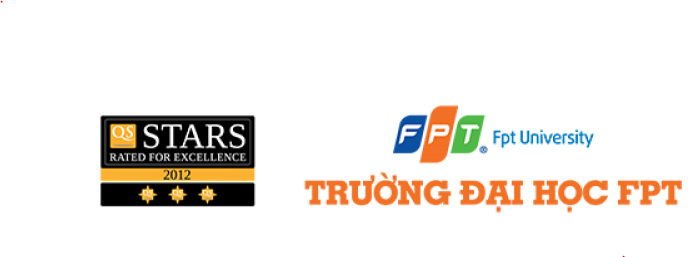 QS STARS
RATED FOR EXCELLENCE
2012
FPT® Fpt University
TRƯỜNG ĐẠI HỌC FPT